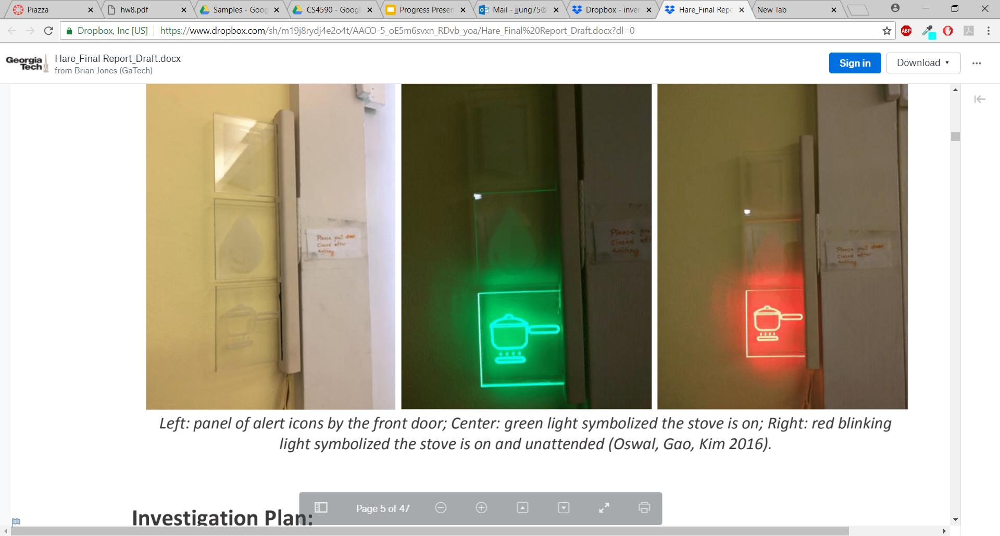 Piazza
hw8.pdf
Samples - Goog
CS4590 - Googl
Progress Presen
Mail - jjung75@
Dropbox - inver
Hare_Final Repo
New Tab
Dropbox, Inc [US]
https://www.dropbox.com/sh/m19j8rydj4e2o4t/AACO-5_oE5m6svxn_RDvb_yoa/Hare_Final%20Report_Draft.docx?dl=0
ABP
Georgia
Tech
Hare_Final Report_Draft.docx
from Brian Jones (GaTech)
Sign in
Download
Please pull door
Closed after
exiting
Please pu
Closed aft
exiting
Please pull door
Closed after
exiting
Left: panel of alert icons by the front door; Center: green light symbolized the stove is on; Right: red blinking
light symbolized the stove is on and unattended (Oswal, Gao, Kim 2016).
Investigation Plan:
Page 5 of 47